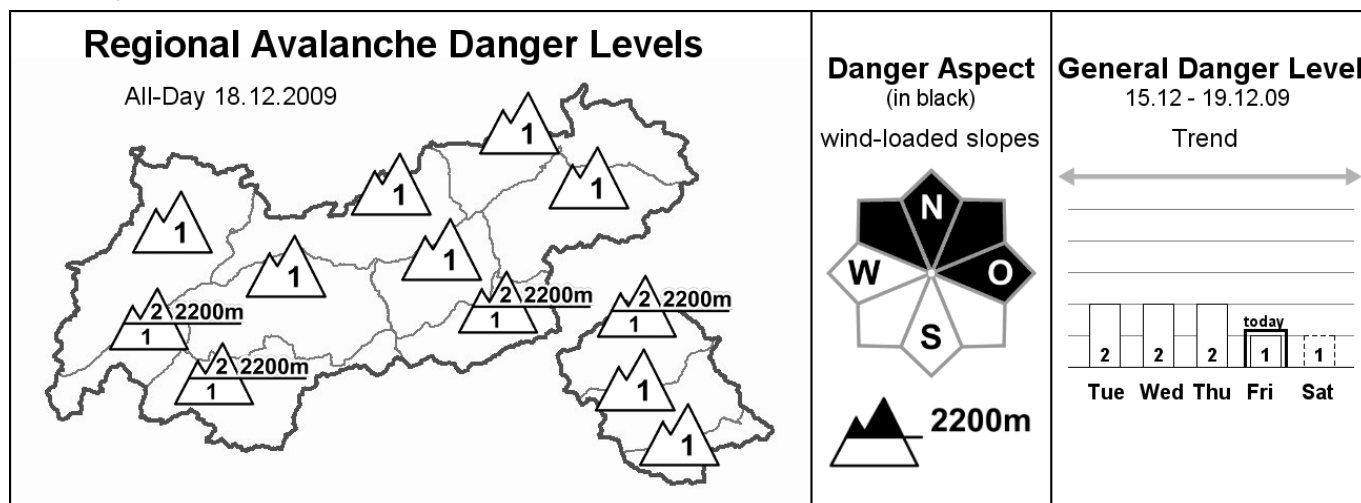 Regional Avalanche Danger Levels
All-Day 18.12.2009
1
1
1
1
1
1
1
2 2200m
1
2 2200m
1
2 2200m
1
2 2200m
1
1
1
Danger Aspect
(in black)
wind-loaded slopes
N
W O
S
2200m
General Danger Level
15.12 - 19.12.09
Trend
today
2 2 2 1 1
Tue Wed Thu Fri Sat